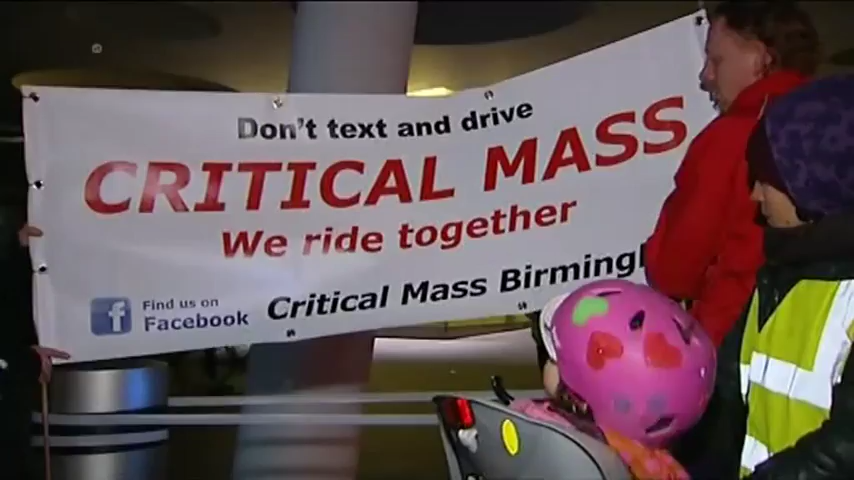 Don't text and drive
CRITICAL MASS
We ride together
f
Find us on
Facebook
Critical Mass Birmingh